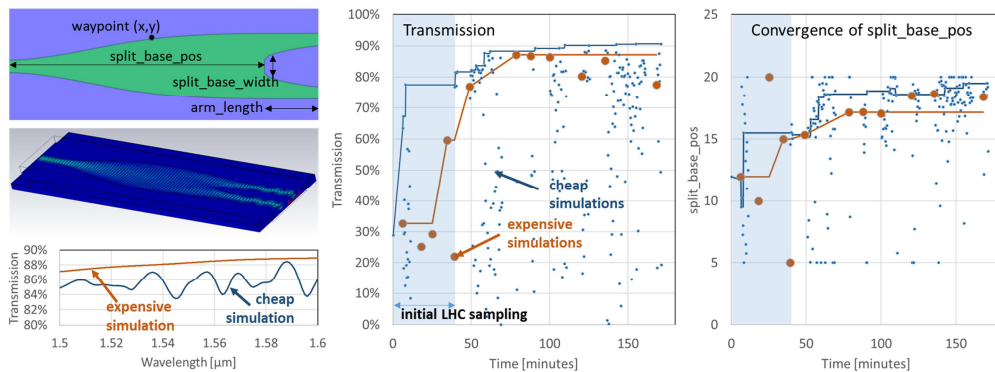 waypoint (x,y)
split_base_pos
split_base_width
arm_length
90%
88%
86%
84%
82%
80%
Transmission
expensive
simulation
cheap
simulation
1.5
1.52
1.54
1.56
1.58
1.6
Wavelength [μm]
Transmission
100%
90%
80%
70%
60%
50%
40%
30%
20%
10%
0%
Transmission
cheap
simulations
expensive
simulations
initial LHC sampling
0
50
100
150
Time [minutes]
Convergence of split_base_pos
25
20
15
10
5
0
split_base_pos
0
50
100
150
Time [minutes]